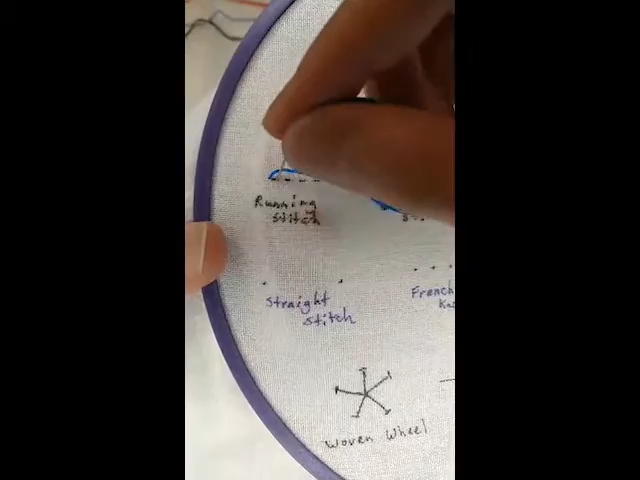 Running
stitch
Straight
stitch
French
Woven Wheel